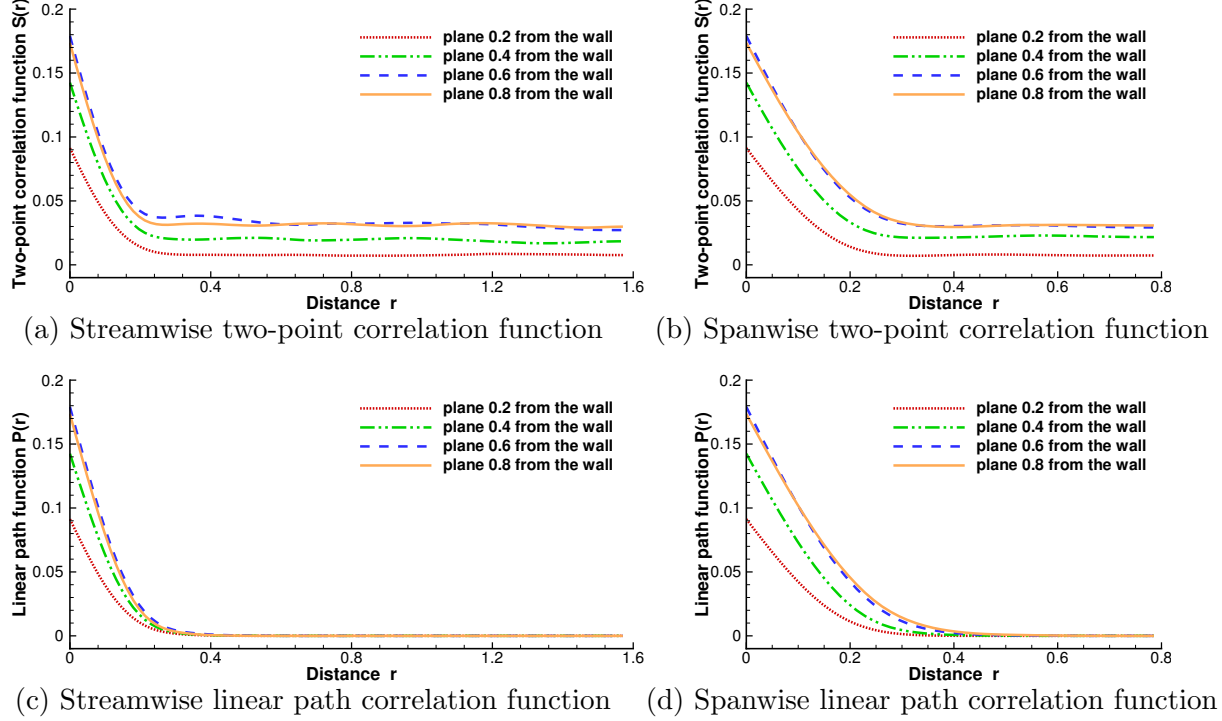 Two-point correlation function S(r)
0.2
0.15
0.1
0.05
0
plane 0.2 from the wall
plane 0.4 from the wall
plane 0.6 from the wall
plane 0.8 from the wall
0 0.4 0.8 1.2 1.6
Distance r
(a) Streamwise two-point correlation function
Two-point correlation function S(r)
0.2
0.15
0.1
0.05
0
plane 0.2 from the wall
plane 0.4 from the wall
plane 0.6 from the wall
plane 0.8 from the wall
0 0.2 0.4 0.6 0.8
Distance r
(b) Spanwise two-point correlation function
Linear path function P(r)
0.2
0.15
0.1
0.05
0
plane 0.2 from the wall
plane 0.4 from the wall
plane 0.6 from the wall
plane 0.8 from the wall
0 0.4 0.8 1.2 1.6
Distance r
(c) Streamwise linear path correlation function
Linear path function P(r)
0.2
0.15
0.1
0.05
0
plane 0.2 from the wall
plane 0.4 from the wall
plane 0.6 from the wall
plane 0.8 from the wall
0 0.2 0.4 0.6 0.8
Distance r
(d) Spanwise linear path correlation function